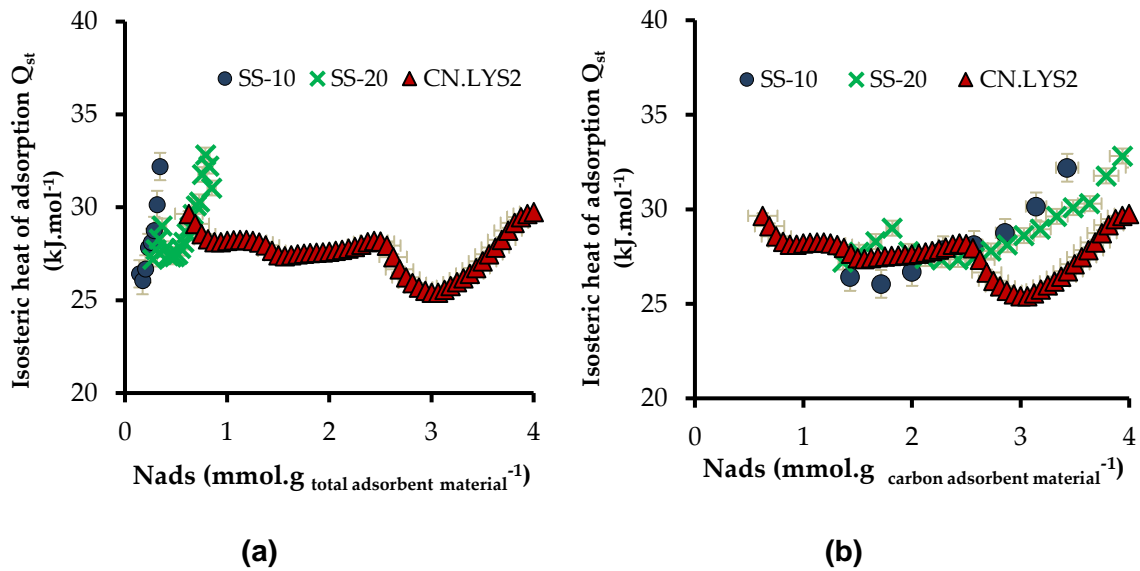 40
35
30
25
20
0
1
2
3
4
SS-10
SS-20
CN.LYS2
Isosteric heat of adsorption Qst
(kJ.mol-1)
Nads (mmol.g total adsorbent material-1)
(a)
40
35
30
25
20
0
1
2
3
4
SS-10
SS-20
CN.LYS2
Isosteric heat of adsorption Qst
(kJ.mol-1)
Nads (mmol.g carbon adsorbent material-1)
(b)